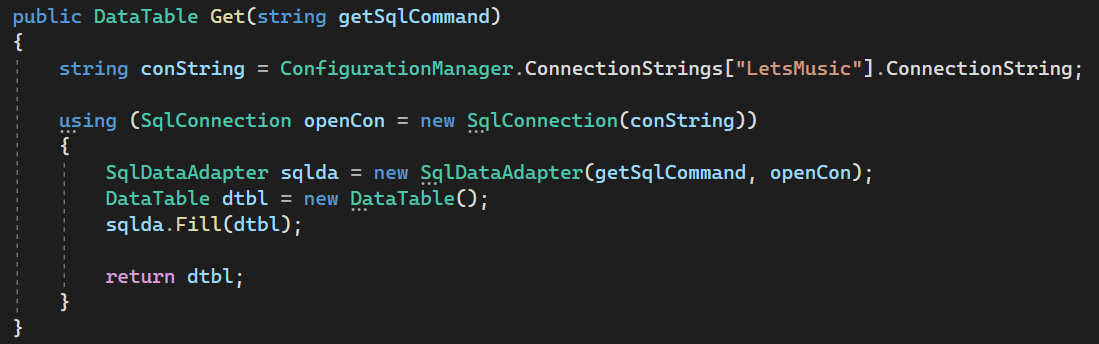 public DataTable Get(string getSqlCommand)
{
    string conString = ConfigurationManager.ConnectionStrings["LetsMusic"].ConnectionString;

    using (SqlConnection openCon = new SqlConnection(conString))
    {
        SqlDataAdapter sqlda = new SqlDataAdapter(getSqlCommand, openCon);
        DataTable dtbl = new DataTable();
        sqlda.Fill(dtbl);

        return dtbl;
    }
}